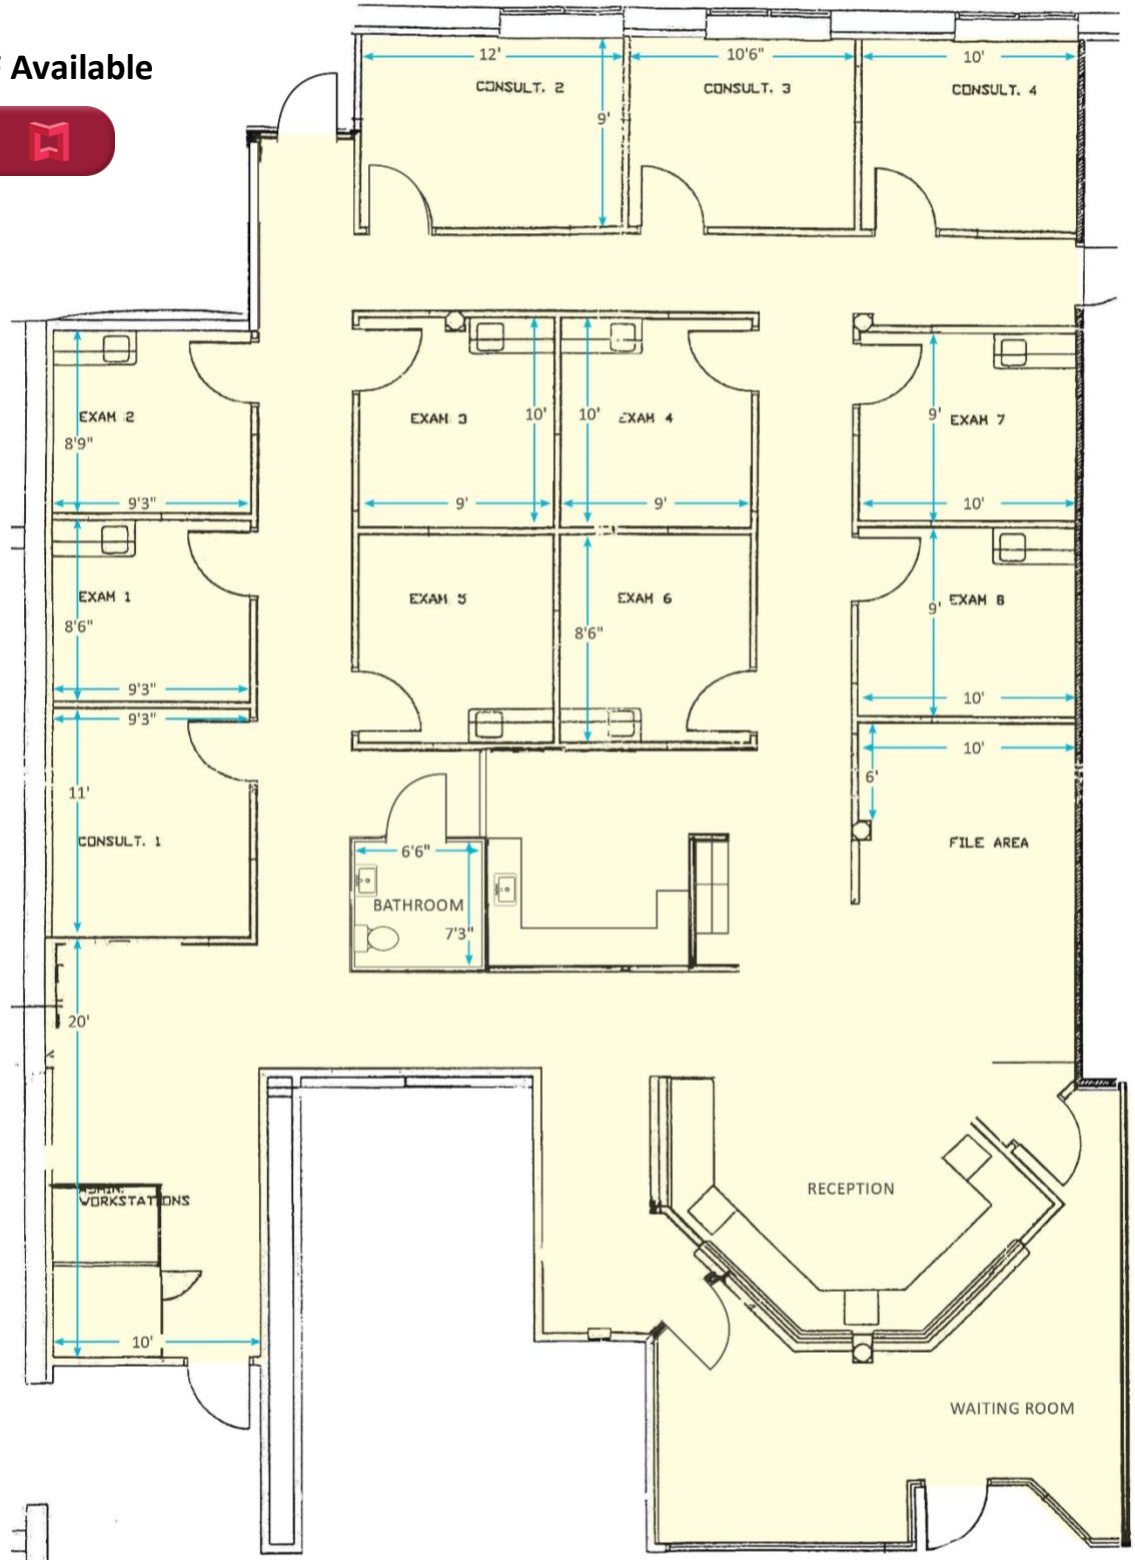 Available
12'
10'6"
10'
CONSULT. 2
CONSULT. 3
CONSULT. 4
9'
EXAM 2
8'9"
9'3"
EXAM 3
10'
9'
10'
EXAM 4
9'
9'
EXAM 7
10'
EXAM 1
8'6"
9'3"
EXAM 5
EXAM 6
8'6"
9'
EXAM 8
10'
9'3"
11'
CONSULT. 1
10'
6'
FILE AREA
6'6"
BATHROOM
7'3"
20'
ADMIN.
WORKSTATIONS
10'
RECEPTION
WAITING ROOM